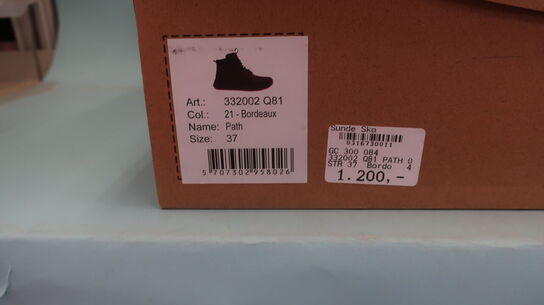 Art.: 332002 Q81
Col.: 21 - Bordeaux
Name: Path
Size: 37
5 707302 958026
Sunde Sko
0316730011
GC 300 084
332002 Q81 PATH 0
STR 37 Bordo 4
1.200,-